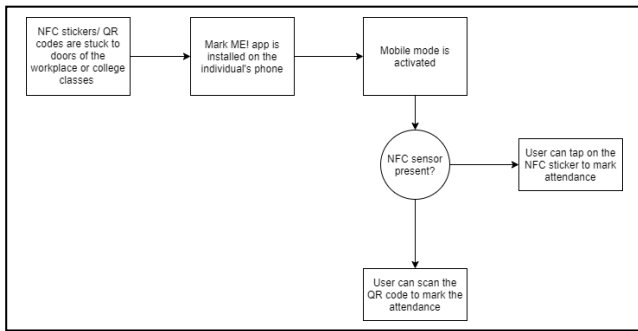 NFC stickers/ QR
codes are stuck to
doors of the
workplace or college
classes
Mark ME! app is
installed on the
individual's phone
Mobile mode is
activated
NFC sensor
present?
User can tap on the
NFC sticker to mark
attendance
User can scan the
QR code to mark the
attendance